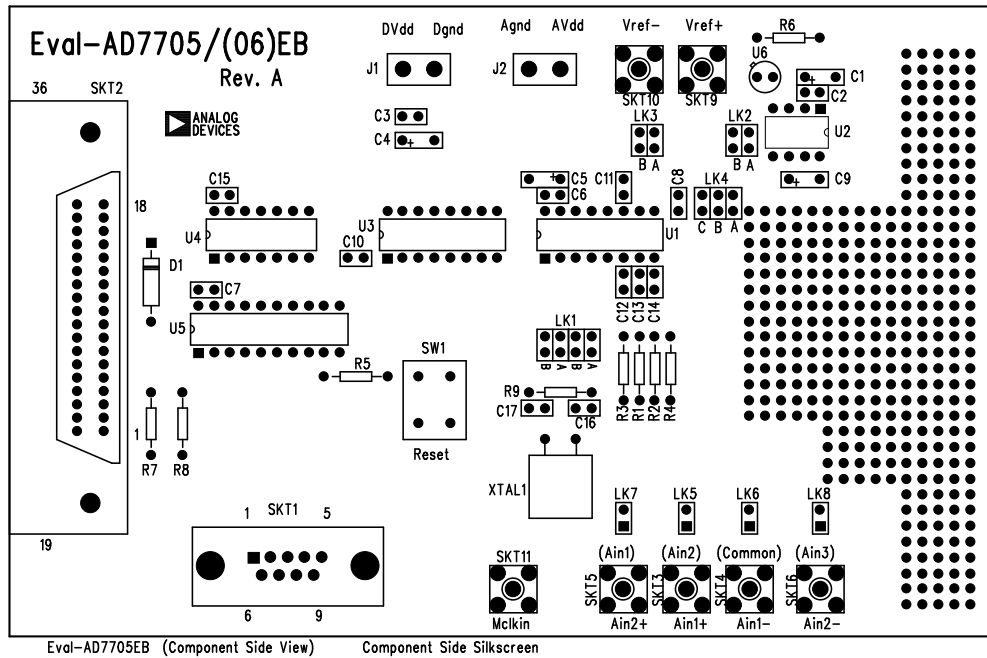 Eval-AD7705/(06)EB
Rev. A
DVdd Dgnd
Agnd AVdd
Vref- Vref+
R6
J1
J2
U6
SKT10
SKT9
C1
C2
36 SKT2
ANALOG
DEVICES
C3
C4
LK3
B A
LK2
B A
U2
C15
C5
C6
C11
C8
LK4
C B A
C9
18
U4
U3
C10
U1
D1
C7
U5
C12
C13
C14
LK1
B A B A
SW1
R5
R9
C17
C16
R3
R1
R2
R4
1
R7
R8
Reset
XTAL1
LK7
LK5
LK6
LK8
19
1 SKT1 5
6 9
SKT11
Mclkin
(Ain1)
(Ain2)
(Common)
(Ain3)
SKT5
SKT3
SKT4
SKT6
Ain2+
Ain1+
Ain1-
Ain2-
Eval-AD7705EB (Component Side View) Component Side Silkscreen